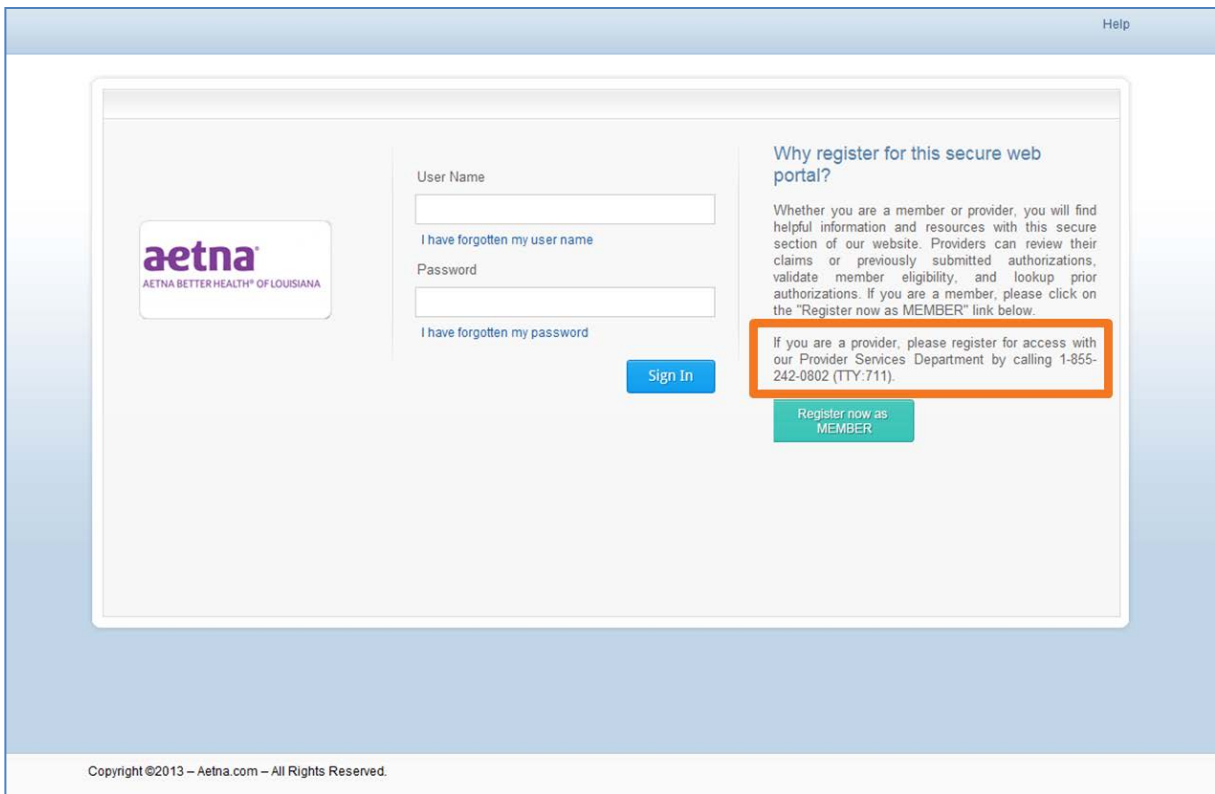 Help
aetna®
AETNA BETTER HEALTH® OF LOUISIANA
User Name
I have forgotten my user name
Password
I have forgotten my password
Sign In
Why register for this secure web
portal?
Whether you are a member or provider, you will find
helpful information and resources with this secure
section of our website. Providers can review their
claims or previously submitted authorizations,
validate member eligibility, and lookup prior
authorizations. If you are a member, please click on
the "Register now as MEMBER" link below.
If you are a provider, please register for access with
our Provider Services Department by calling 1-855-
242-0802 (TTY:711).
Register now as
MEMBER
Copyright ©2013 – Aetna.com – All Rights Reserved.